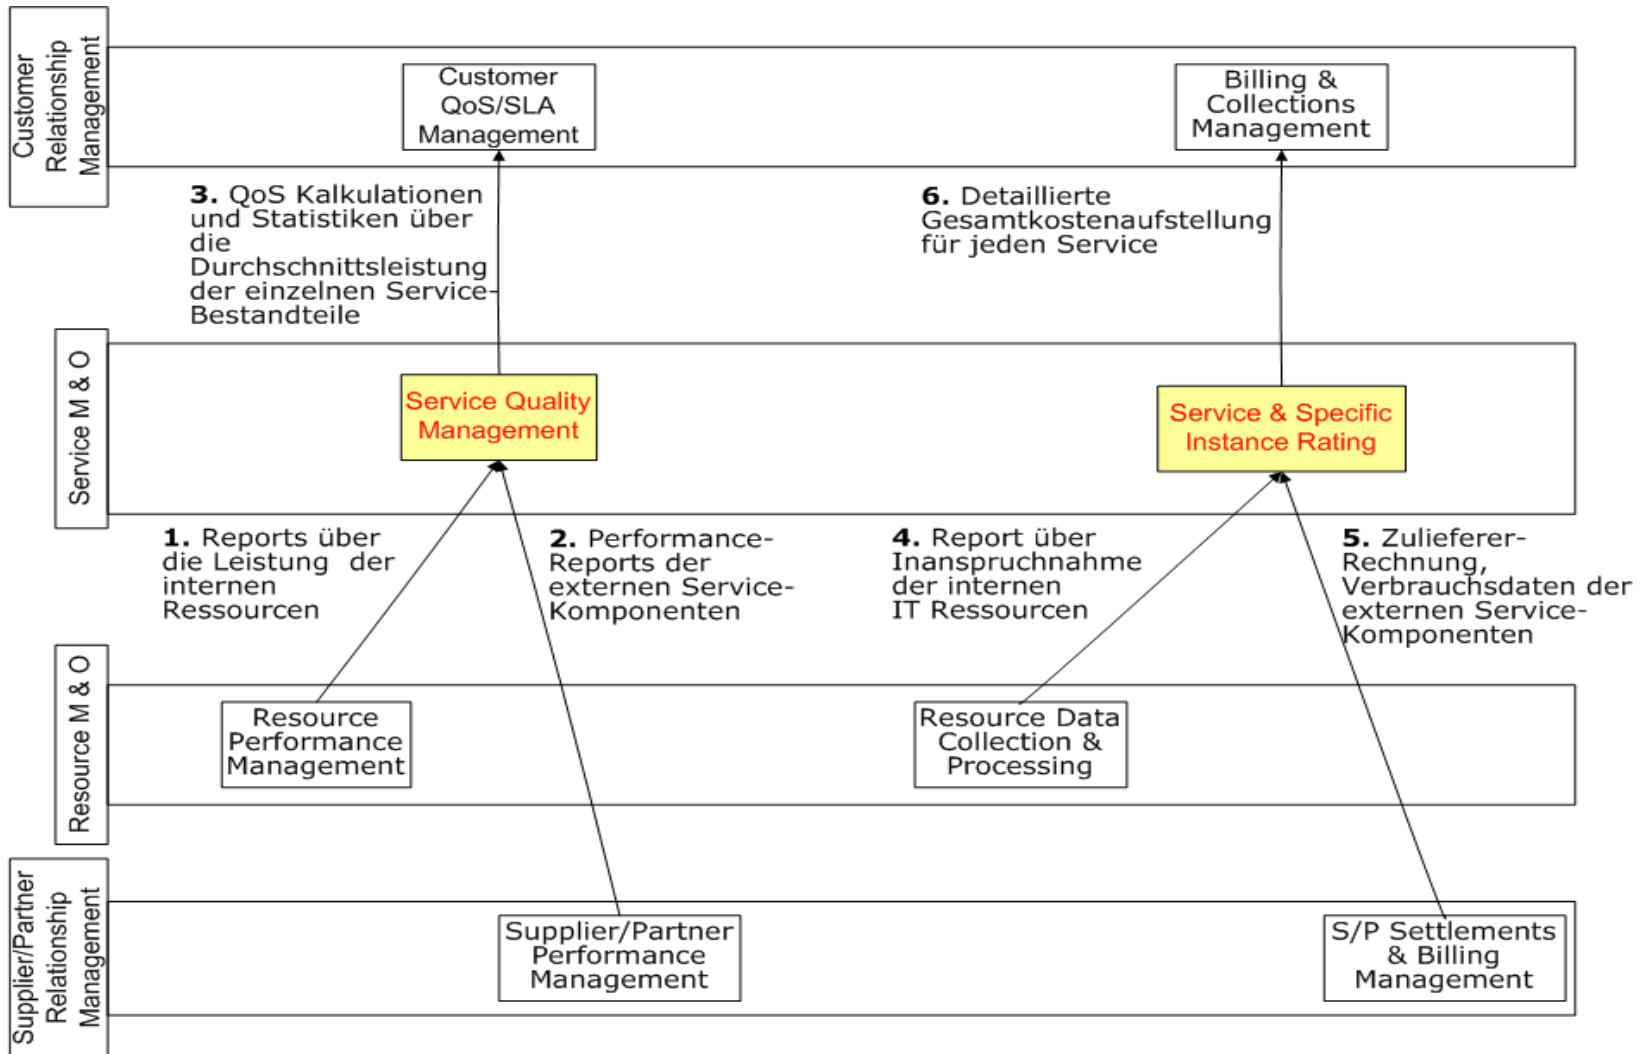 Customer
Relationship
Management
Customer
QoS/SLA
Management
Billing &
Collections
Management
3. QoS Kalkulationen
und Statistiken über
die
Durchschnittsleistung
der einzelnen Service-
Bestandteile
6. Detaillierte
Gesamtkostenaufstellung
für jeden Service
Service M & O
Service Quality
Management
Service & Specific
Instance Rating
1. Reports über
die Leistung der
internen
Ressourcen
2. Performance-
Reports der
externen Service-
Komponenten
4. Report über
Inanspruchnahme
der internen
IT Ressourcen
5. Zulieferer-
Rechnung,
Verbrauchsdaten der
externen Service-
Komponenten
Resource M & O
Resource
Performance
Management
Resource Data
Collection &
Processing
Supplier/Partner
Relationship
Management
Supplier/Partner
Performance
Management
S/P Settlements
& Billing
Management